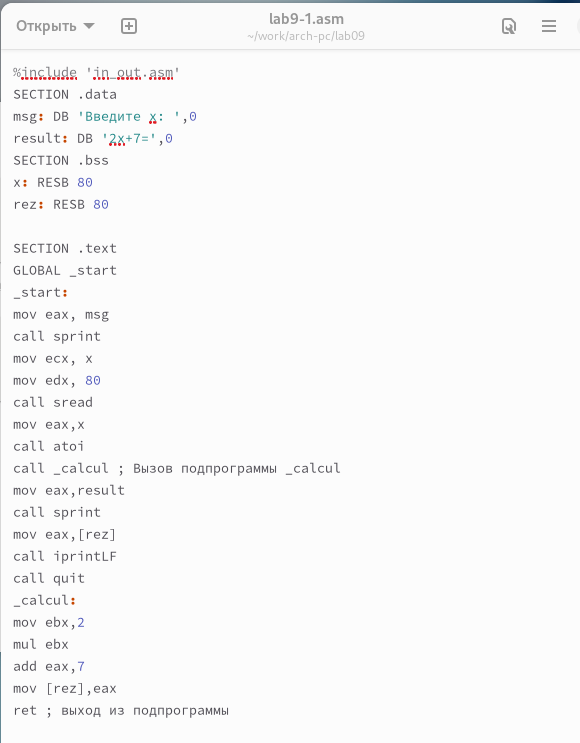 Открыть
lab9-1.asm
~/work/arch-pc/lab09
%include 'in_out.asm'
SECTION .data
msg: DB 'Введите x: ',0
result: DB '2x+7=',0
SECTION .bss
x: RESB 80
rez: RESB 80
SECTION .text
GLOBAL _start
_start:
mov eax, msg
call sprint
mov ecx, x
mov edx, 80
call sread
mov eax,x
call atoi
call _calcul ; Вызов подпрограммы _calcul
mov eax,result
call sprint
mov eax,[rez]
call iprintLF
call quit
_calcul:
mov ebx,2
mul ebx
add eax,7
mov [rez],eax
ret ; выход из подпрограммы